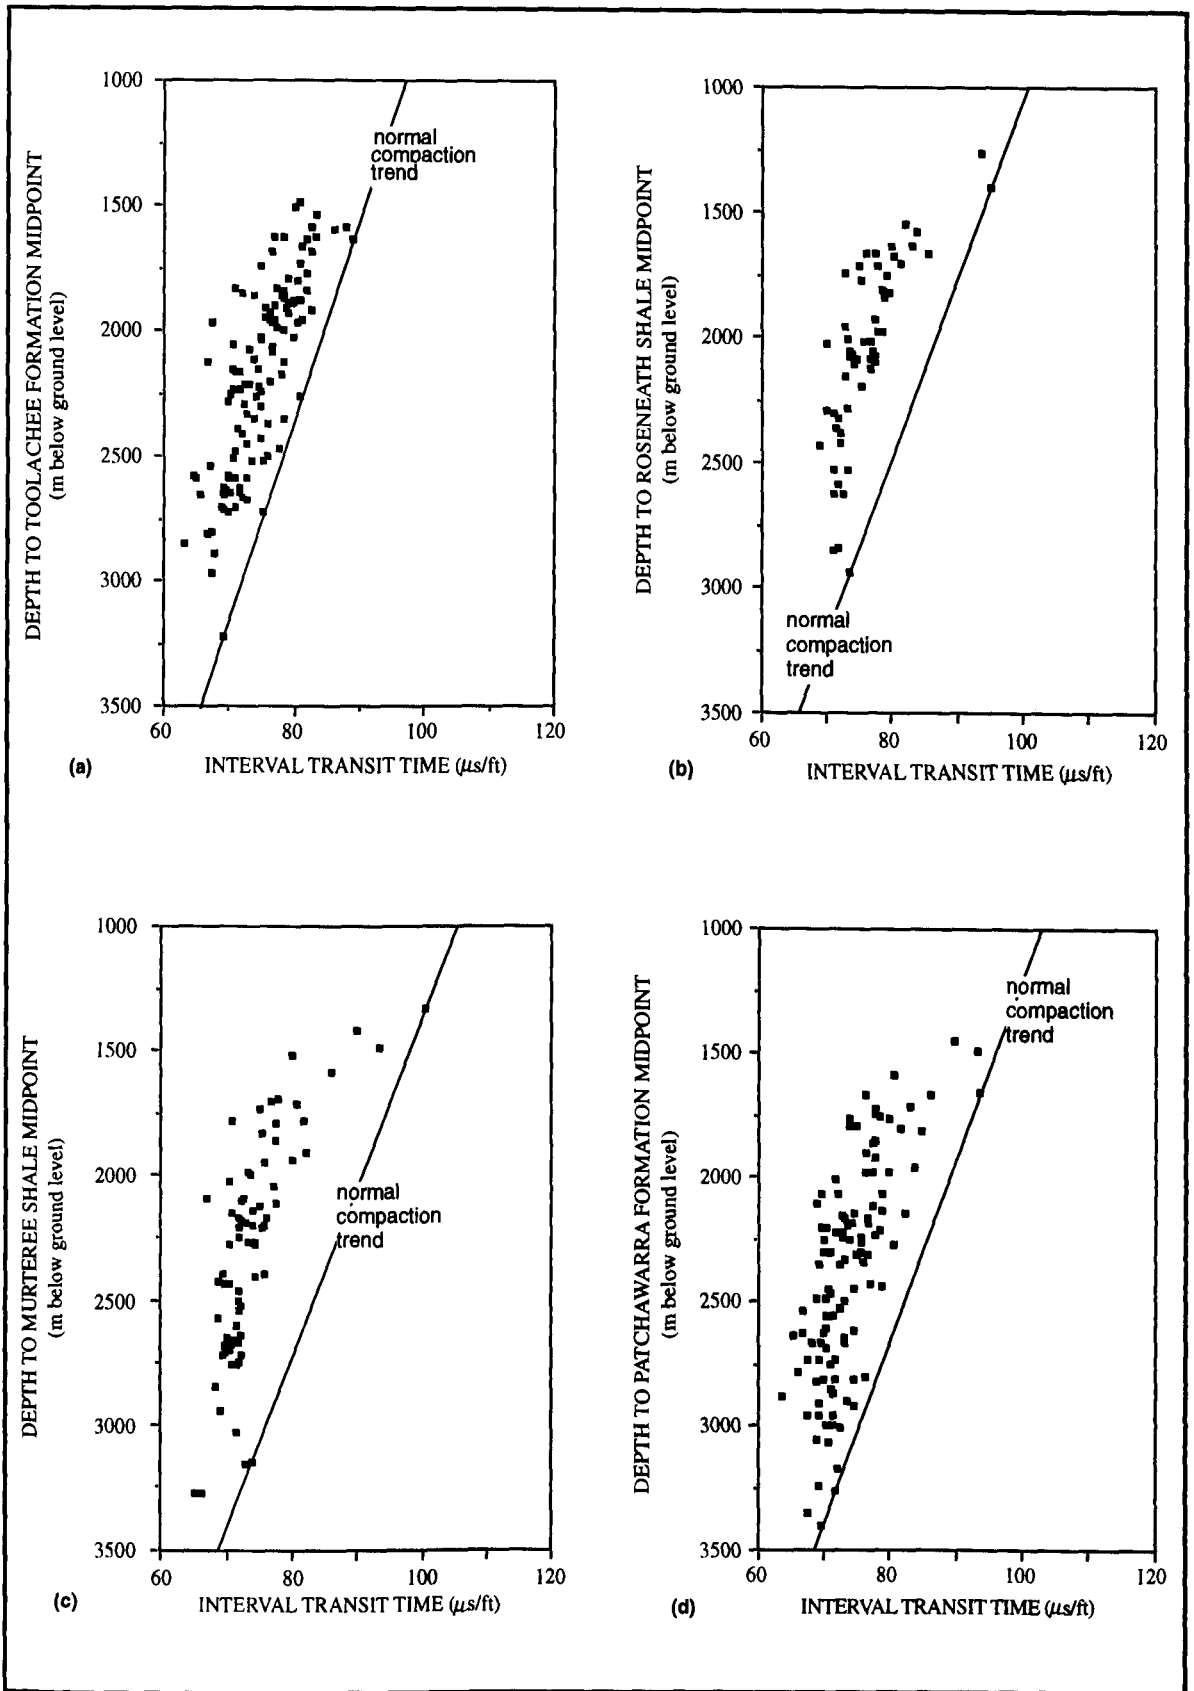 DEPTH TO TOOLACHEE FORMATION MIDPOINT
(m below ground level)
1000
1500
2000
2500
3000
3500
60
80
100
120
normal
compaction
trend
(a)
INTERVAL TRANSIT TIME (µs/ft)
DEPTH TO ROSENEATH SHALE MIDPOINT
(m below ground level)
1000
1500
2000
2500
3000
3500
60
80
100
120
normal
compaction
trend
(b)
INTERVAL TRANSIT TIME (µs/ft)
DEPTH TO MURTEREE SHALE MIDPOINT
(m below ground level)
1000
1500
2000
2500
3000
3500
60
80
100
120
normal
compaction
trend
(c)
INTERVAL TRANSIT TIME (µs/ft)
DEPTH TO PATCHAWARRA FORMATION MIDPOINT
(m below ground level)
1000
1500
2000
2500
3000
3500
60
80
100
120
normal
compaction
trend
(d)
INTERVAL TRANSIT TIME (µs/ft)